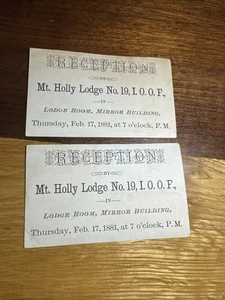 RECEPTION
—BY—
Mt. Holly Lodge No. 19, I. O. O. F.,
—IN—
LODGE ROOM, MIRROR BUILDING,
Thursday, Feb. 17, 1881, at 7 o'clock, P. M.
RECEPTION
—BY—
Mt. Holly Lodge No. 19, I. O. O. F.,
—IN—
LODGE ROOM, MIRROR BUILDING,
Thursday, Feb. 17, 1881, at 7 o'clock, P. M.